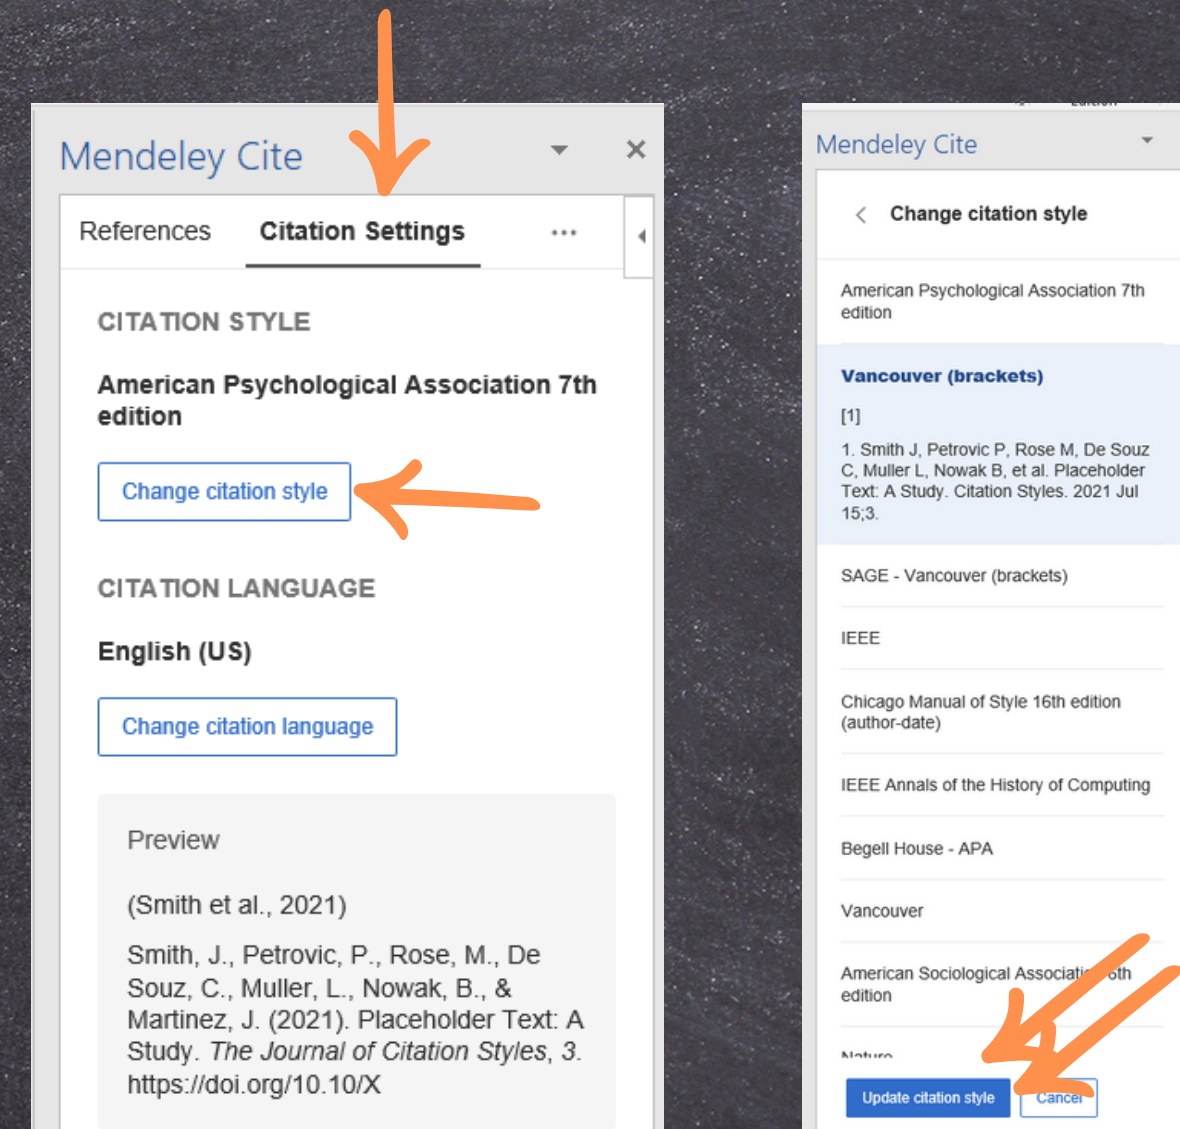 Mendeley Cite
References Citation Settings ...
CITATION STYLE
American Psychological Association 7th
edition
Change citation style
CITATION LANGUAGE
English (US)
Change citation language
Preview
(Smith et al., 2021)
Smith, J., Petrovic, P., Rose, M., De
Souz, C., Muller, L., Nowak, B., &
Martinez, J. (2021). Placeholder Text: A
Study. The Journal of Citation Styles, 3.
https://doi.org/10.10/X
Mendeley Cite
Change citation style
American Psychological Association 7th
edition
Vancouver (brackets)
[1]
1. Smith J, Petrovic P, Rose M, De Souz
C, Muller L, Nowak B, et al. Placeholder
Text: A Study. Citation Styles. 2021 Jul
15;3.
SAGE - Vancouver (brackets)
IEEE
Chicago Manual of Style 16th edition
(author-date)
IEEE Annals of the History of Computing
Begell House - APA
Vancouver
American Sociological Association 6th
edition
Nature
Update citation style Cancel